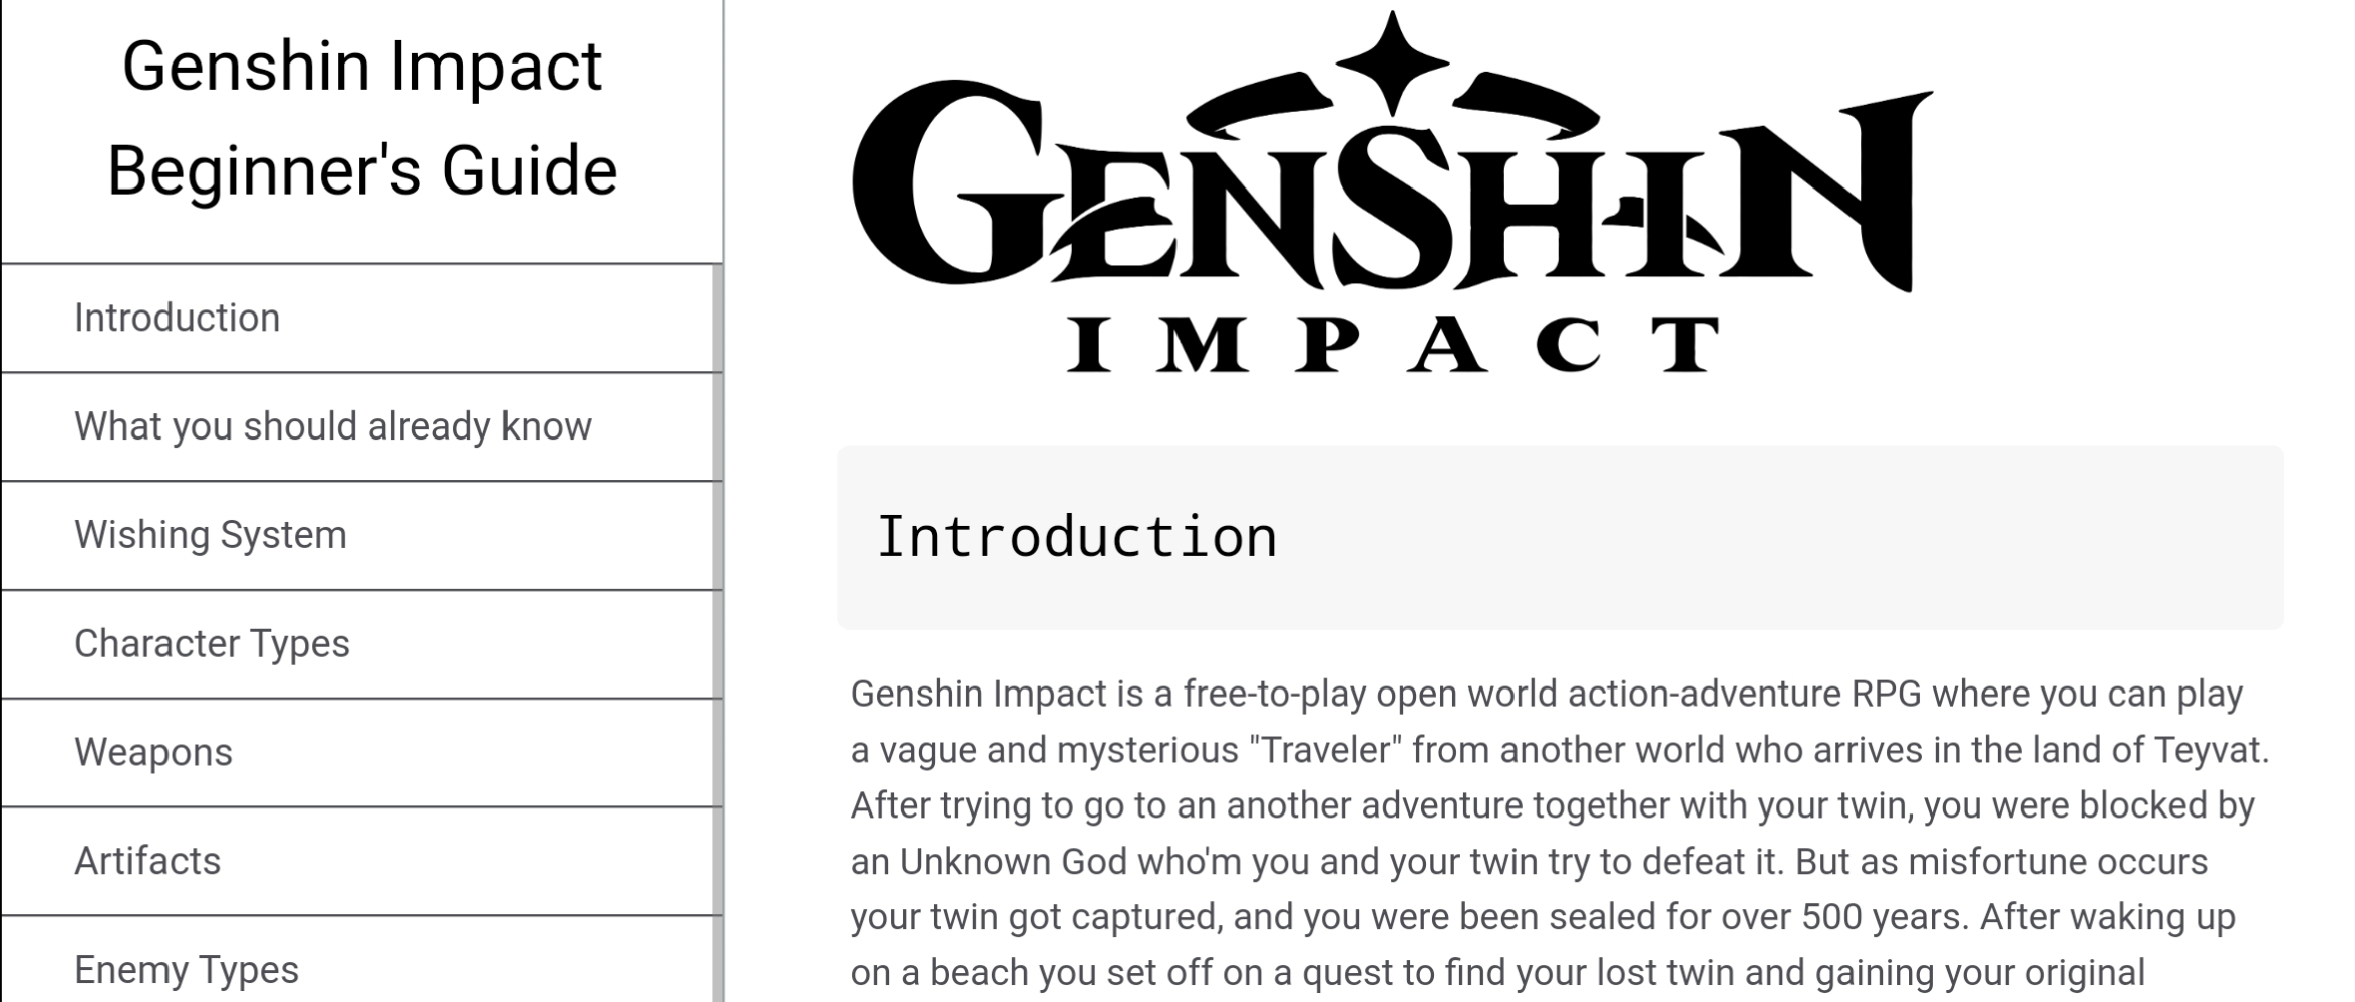 Genshin Impact
Beginner's Guide
Introduction
What you should already know
Wishing System
Character Types
Weapons
Artifacts
Enemy Types
GENSHIN
IMPACT
Introduction
Genshin Impact is a free-to-play open world action-adventure RPG where you can play
a vague and mysterious "Traveler" from another world who arrives in the land of Teyvat.
After trying to go to an another adventure together with your twin, you were blocked by
an Unknown God who'm you and your twin try to defeat it. But as misfortune occurs
your twin got captured, and you were been sealed for over 500 years. After waking up
on a beach you set off on a quest to find your lost twin and gaining your original